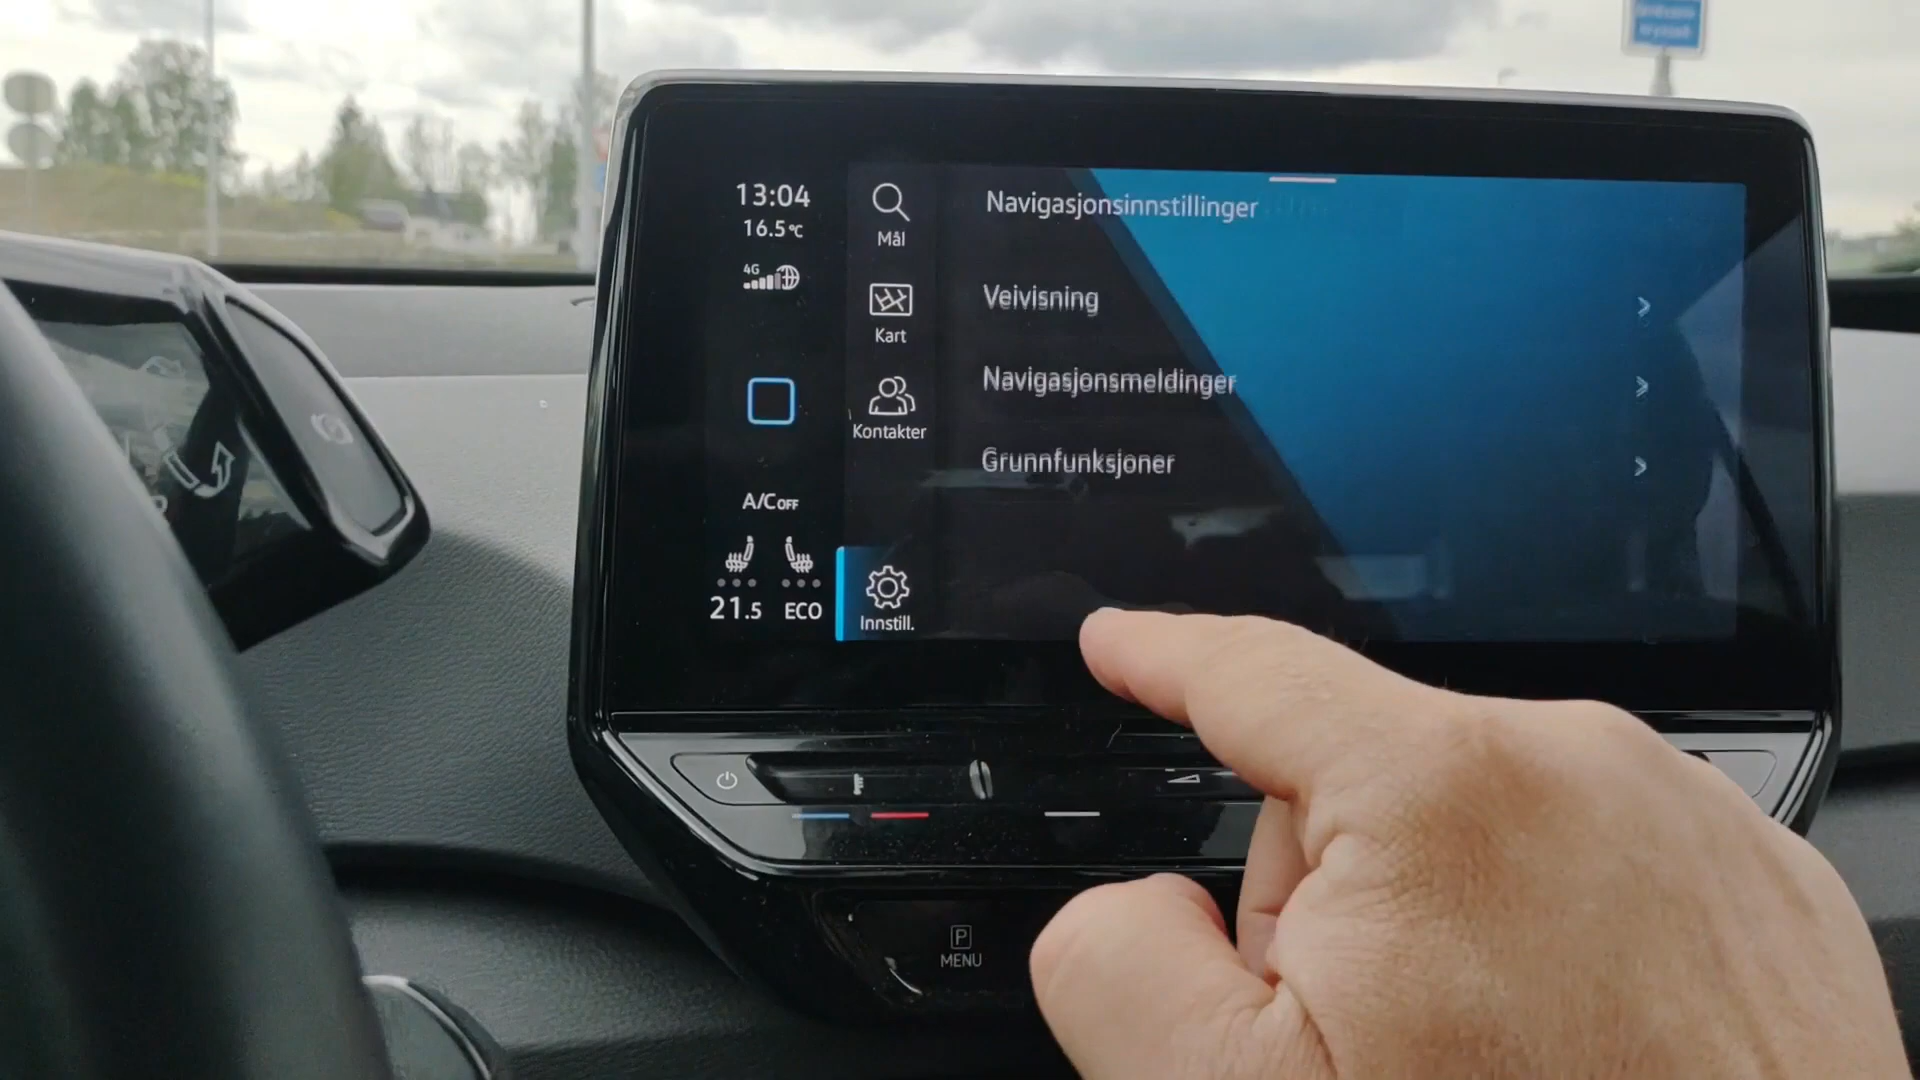 13:04
16.5°C
4G
A/C OFF
21.5
ECO
Mål
Kart
Kontakter
Innstill.
Navigasjonsinnstillinger
Veivisning
Navigasjonsmeldinger
Grunnfunksjoner
P
MENU